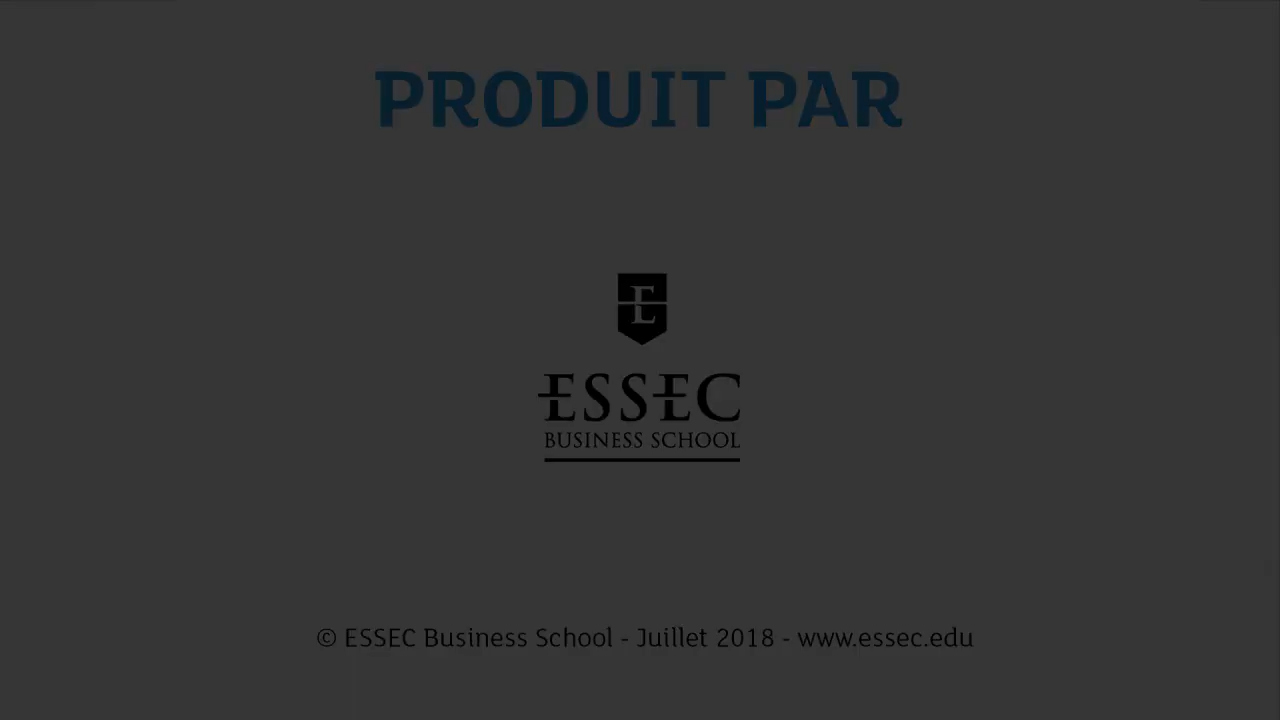 PRODUIT PAR
E
ESSEC
BUSINESS SCHOOL
© ESSEC Business School - Juillet 2018 - www.essec.edu